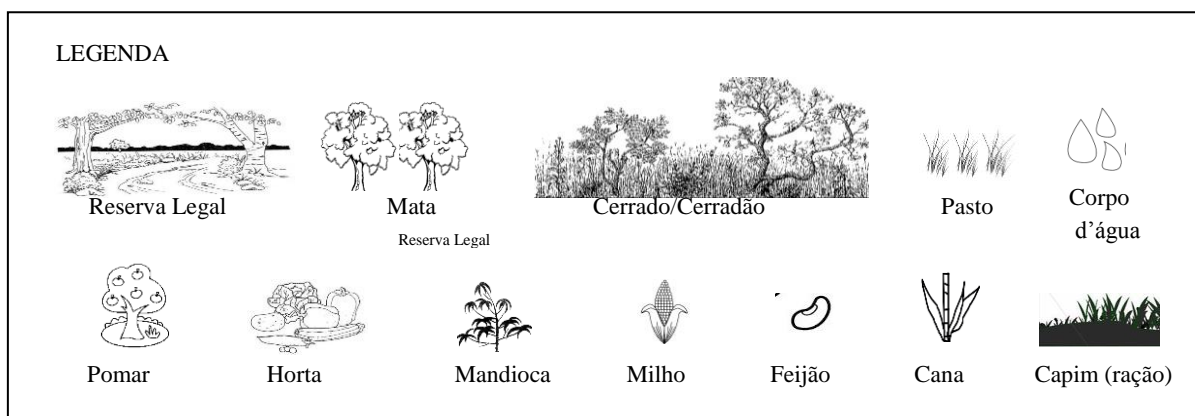 LEGENDA
Reserva Legal
Mata
Cerrado/Cerradão
Pasto
Corpo
d’água
Reserva Legal
Pomar
Horta
Mandioca
Milho
Feijão
Cana
Capim (ração)